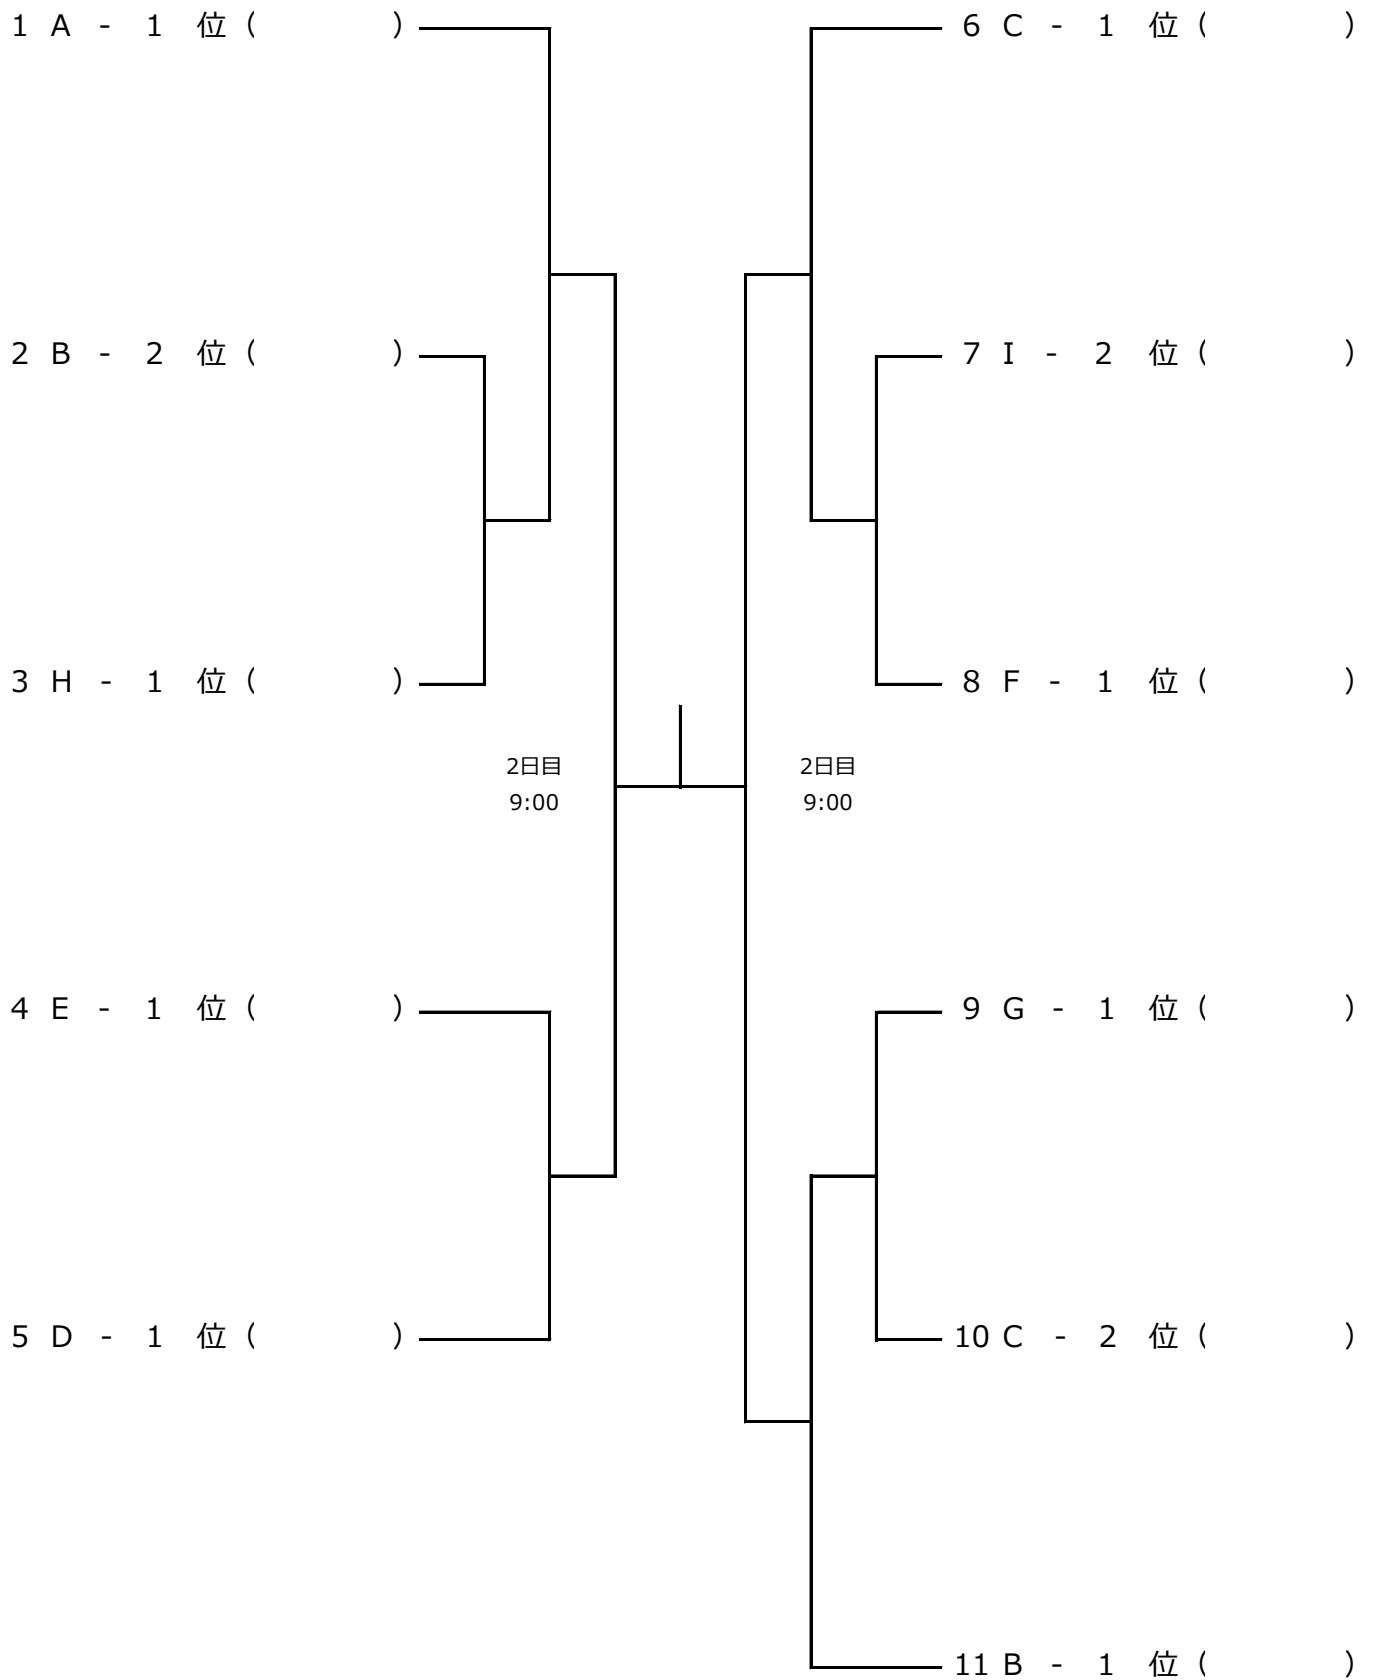 1 A - 1 位 ( )
2 B - 2 位 ( )
3 H - 1 位 ( )
2日目
9:00
4 E - 1 位 ( )
5 D - 1 位 ( )
6 C - 1 位 ( )
7 I - 2 位 ( )
8 F - 1 位 ( )
2日目
9:00
9 G - 1 位 ( )
10 C - 2 位 ( )
11 B - 1 位 ( )